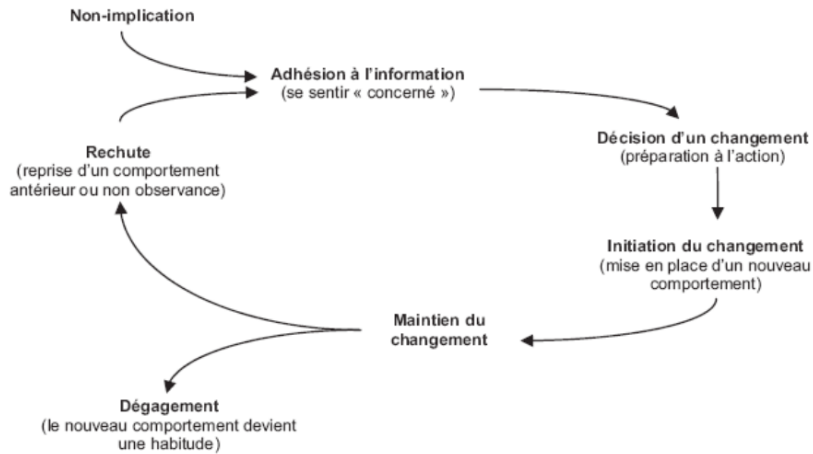 Non-implication
Adhésion à l'information
(se sentir « concerné »)
Décision d'un changement
(préparation à l'action)
Rechute
(reprise d'un comportement
antérieur ou non observance)
Initiation du changement
(mise en place d'un nouveau
comportement)
Maintien du
changement
Dégagement
(le nouveau comportement devient
une habitude)